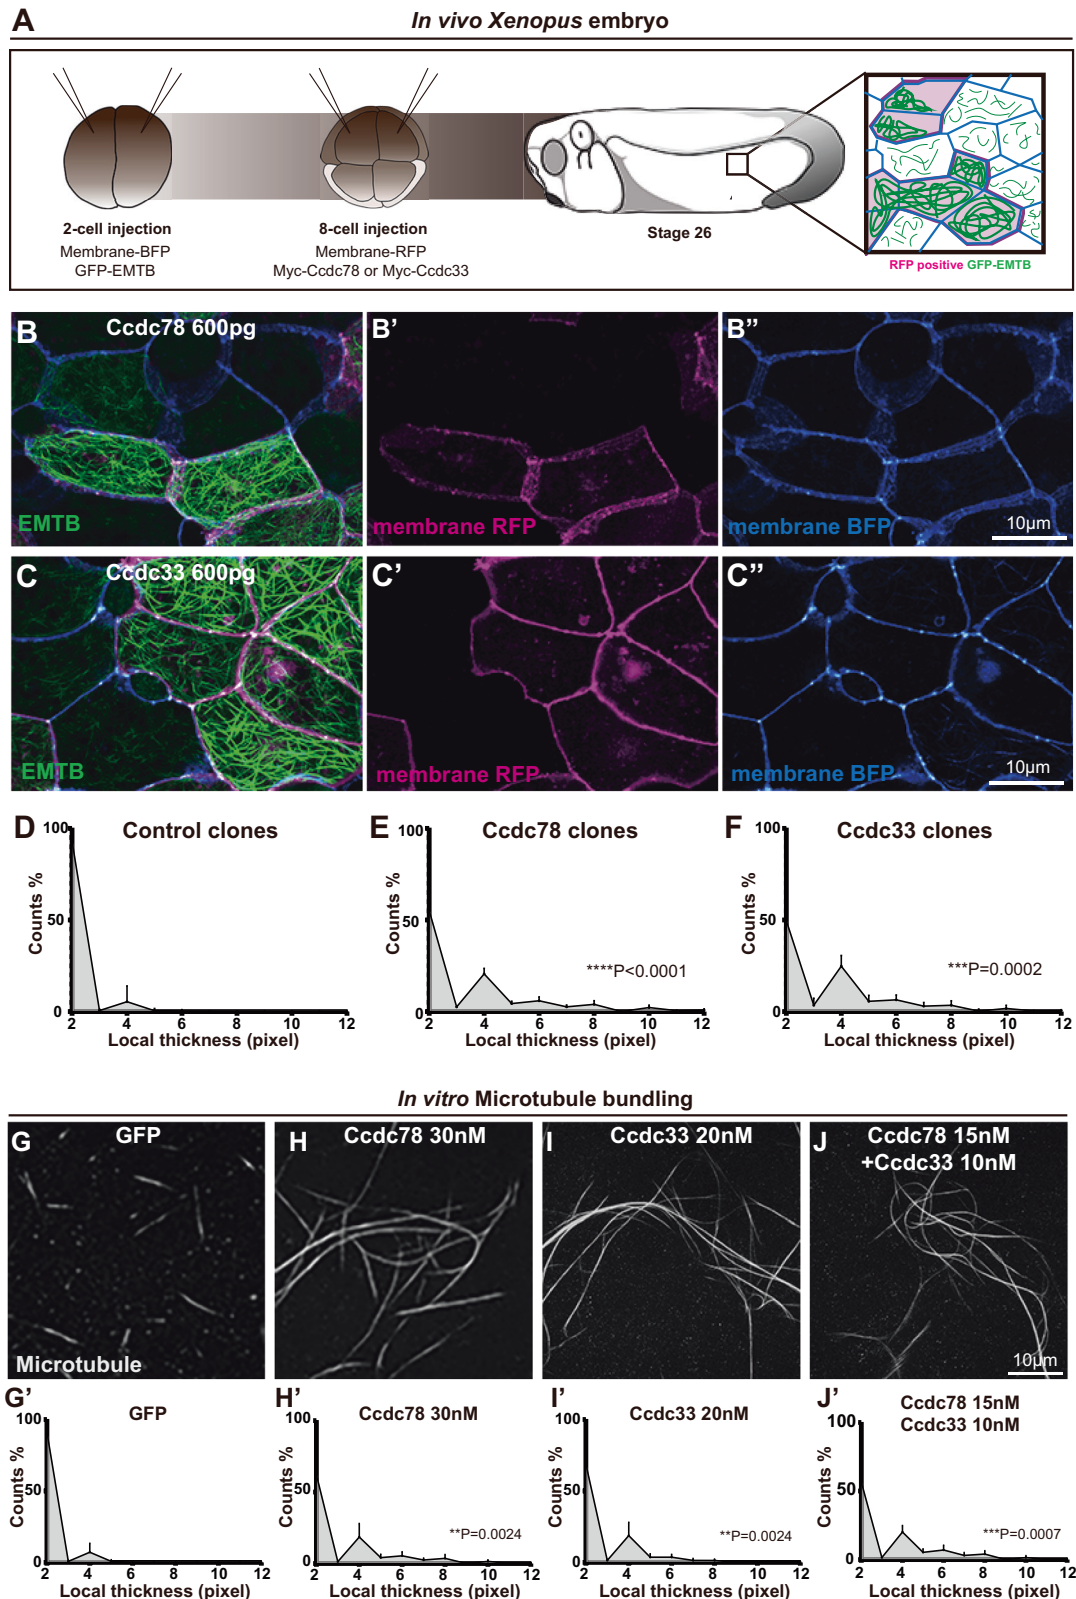 A
In vivo Xenopus embryo
2-cell injection
Membrane-BFP
GFP-EMTB
8-cell injection
Membrane-RFP
Myc-Ccdc78 or Myc-Ccdc33
Stage 26
RFP positive GFP-EMTB
B
Ccdc78 600pg
EMTB
B'
membrane RFP
B"
membrane BFP
10µm
C
Ccdc33 600pg
EMTB
C'
membrane RFP
C"
membrane BFP
10µm
D
Control clones
100
50
0
Counts %
2 4 6 8 10 12
Local thickness (pixel)
E
Ccdc78 clones
100
50
0
Counts %
****P<0.0001
2 4 6 8 10 12
Local thickness (pixel)
F
Ccdc33 clones
100
50
0
Counts %
***P=0.0002
2 4 6 8 10 12
Local thickness (pixel)
In vitro Microtubule bundling
G
GFP
Microtubule
H
Ccdc78 30nM
I
Ccdc33 20nM
J
Ccdc78 15nM
+Ccdc33 10nM
10µm
G'
GFP
100
50
0
Counts %
2 4 6 8 10 12
Local thickness (pixel)
H'
Ccdc78 30nM
100
50
0
Counts %
**P=0.0024
2 4 6 8 10 12
Local thickness (pixel)
I'
Ccdc33 20nM
100
50
0
Counts %
**P=0.0024
2 4 6 8 10 12
Local thickness (pixel)
J'
Ccdc78 15nM
Ccdc33 10nM
100
50
0
Counts %
***P=0.0007
2 4 6 8 10 12
Local thickness (pixel)